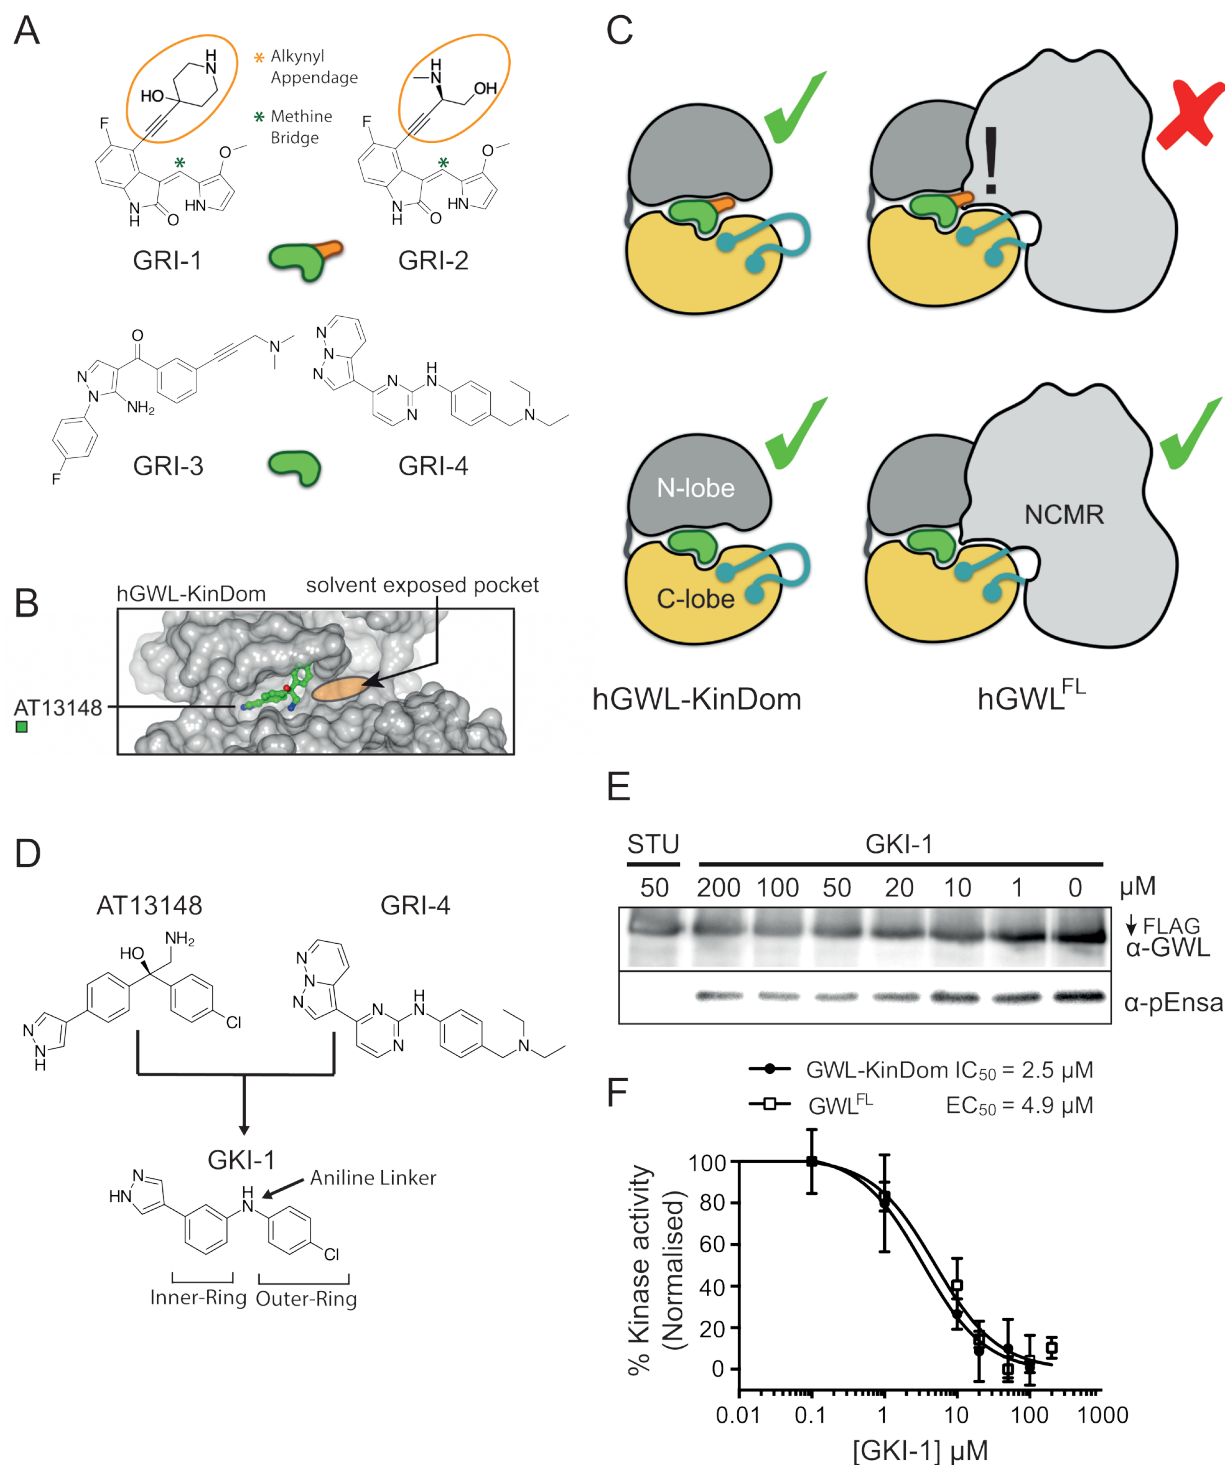 A
* Alkynyl
Appendage
* Methine
Bridge
NH
HO
F
*
O
N
H
O
HN
GRI-1
H
N
OH
F
*
O
N
H
O
HN
GRI-2
O
N
N
N
NH2
F
GRI-3
N
N
N
N
H
N
N
N
GRI-4
B
hGWL-KinDom
solvent exposed pocket
AT13148
C
!
N-lobe
C-lobe
NCMR
hGWL-KinDom
hGWLFL
D
AT13148
GRI-4
NH2
HO
N
N
H
Cl
N
N
N
N
H
N
N
N
GKI-1
Aniline Linker
N
HN
H
N
Cl
Inner-Ring
Outer-Ring
E
STU
GKI-1
50 200 100 50 20 10 1 0 µM
FLAG
α-GWL
α-pEnsa
F
GWL-KinDom IC50 = 2.5 µM
GWLFL EC50 = 4.9 µM
% Kinase activity
(Normalised)
100
80
60
40
20
0
0.01 0.1 1 10 100 1000
[GKI-1] µM